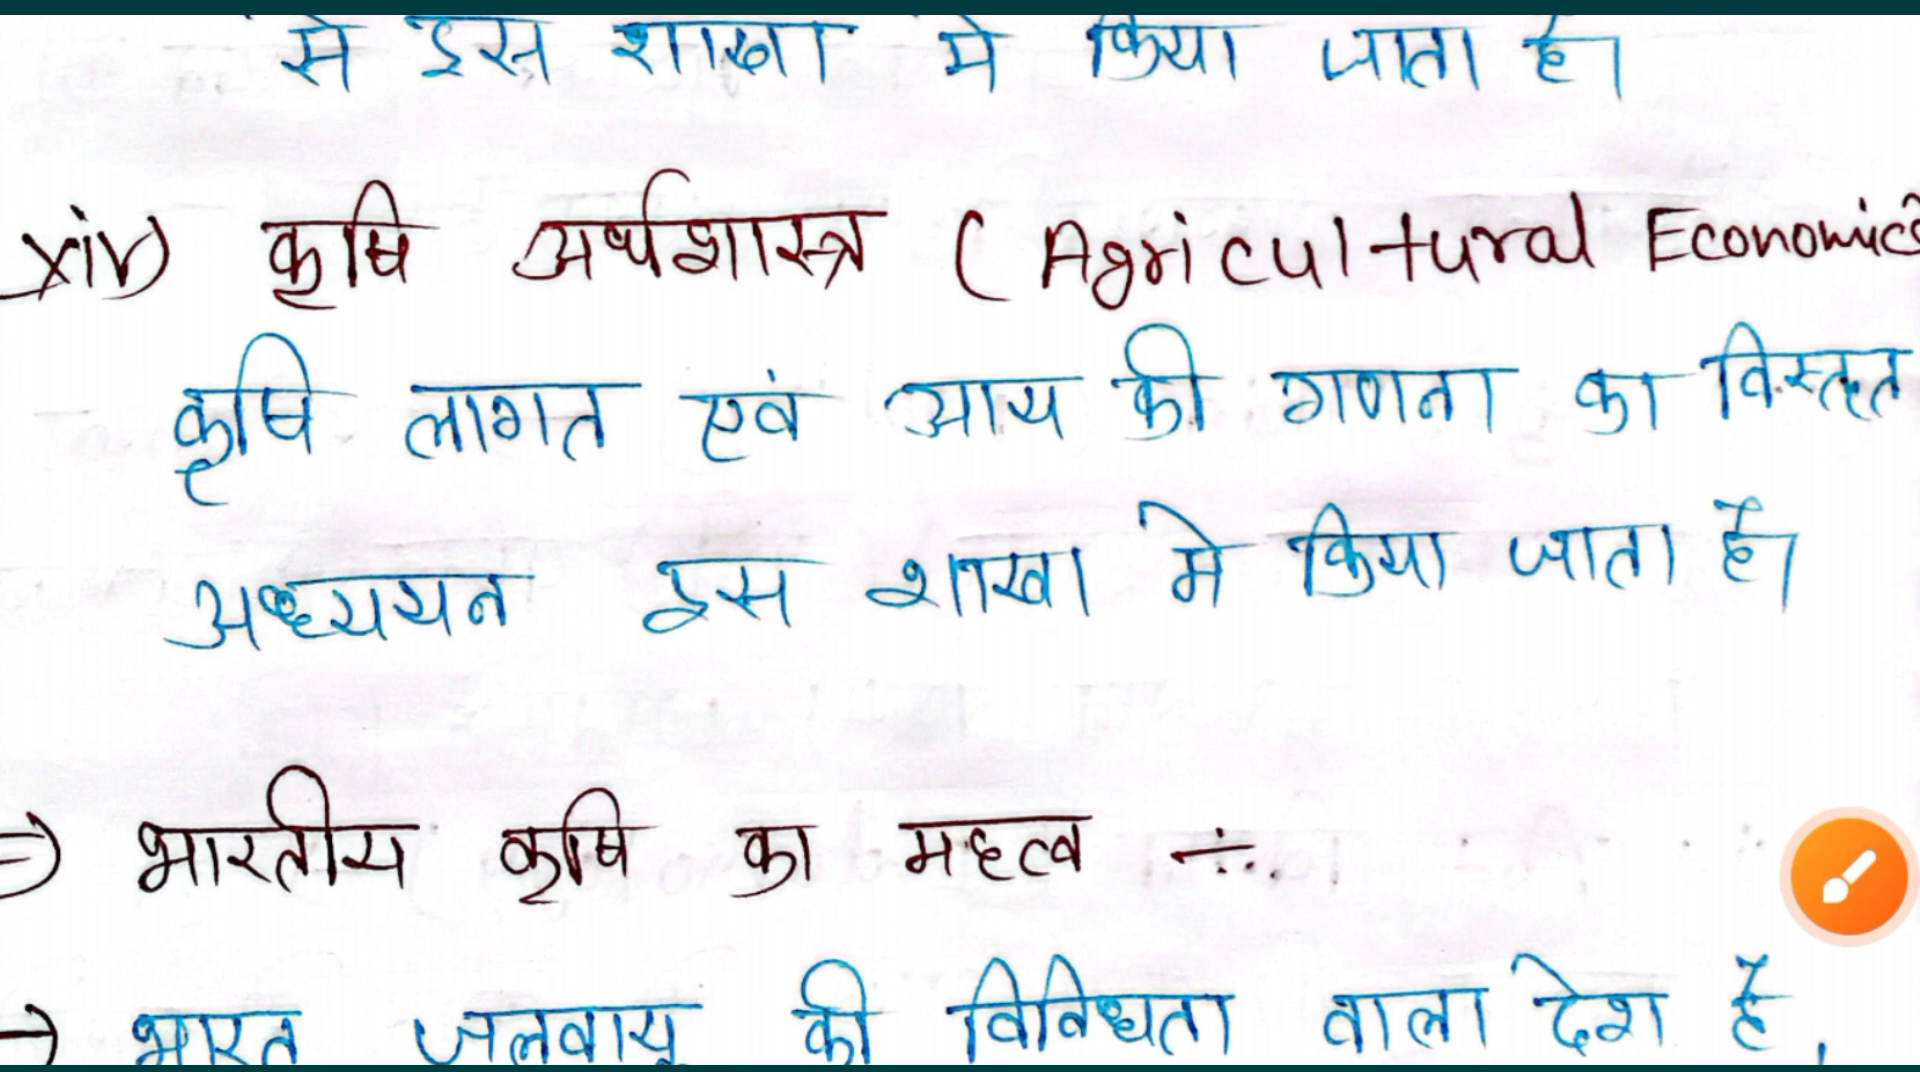 मे इस शाखा मे किया जाता है।
xiv) कृषि अर्थशास्त्र ( Agricultural Economics
कृषि लागत एवं आय की गणना का विस्तृत
अध्ययन इस शाखा मे किया जाता है।
=) भारतीय कृषि का महत्व ÷.
→ भारत जलवायु की विविधता वाला देश है,